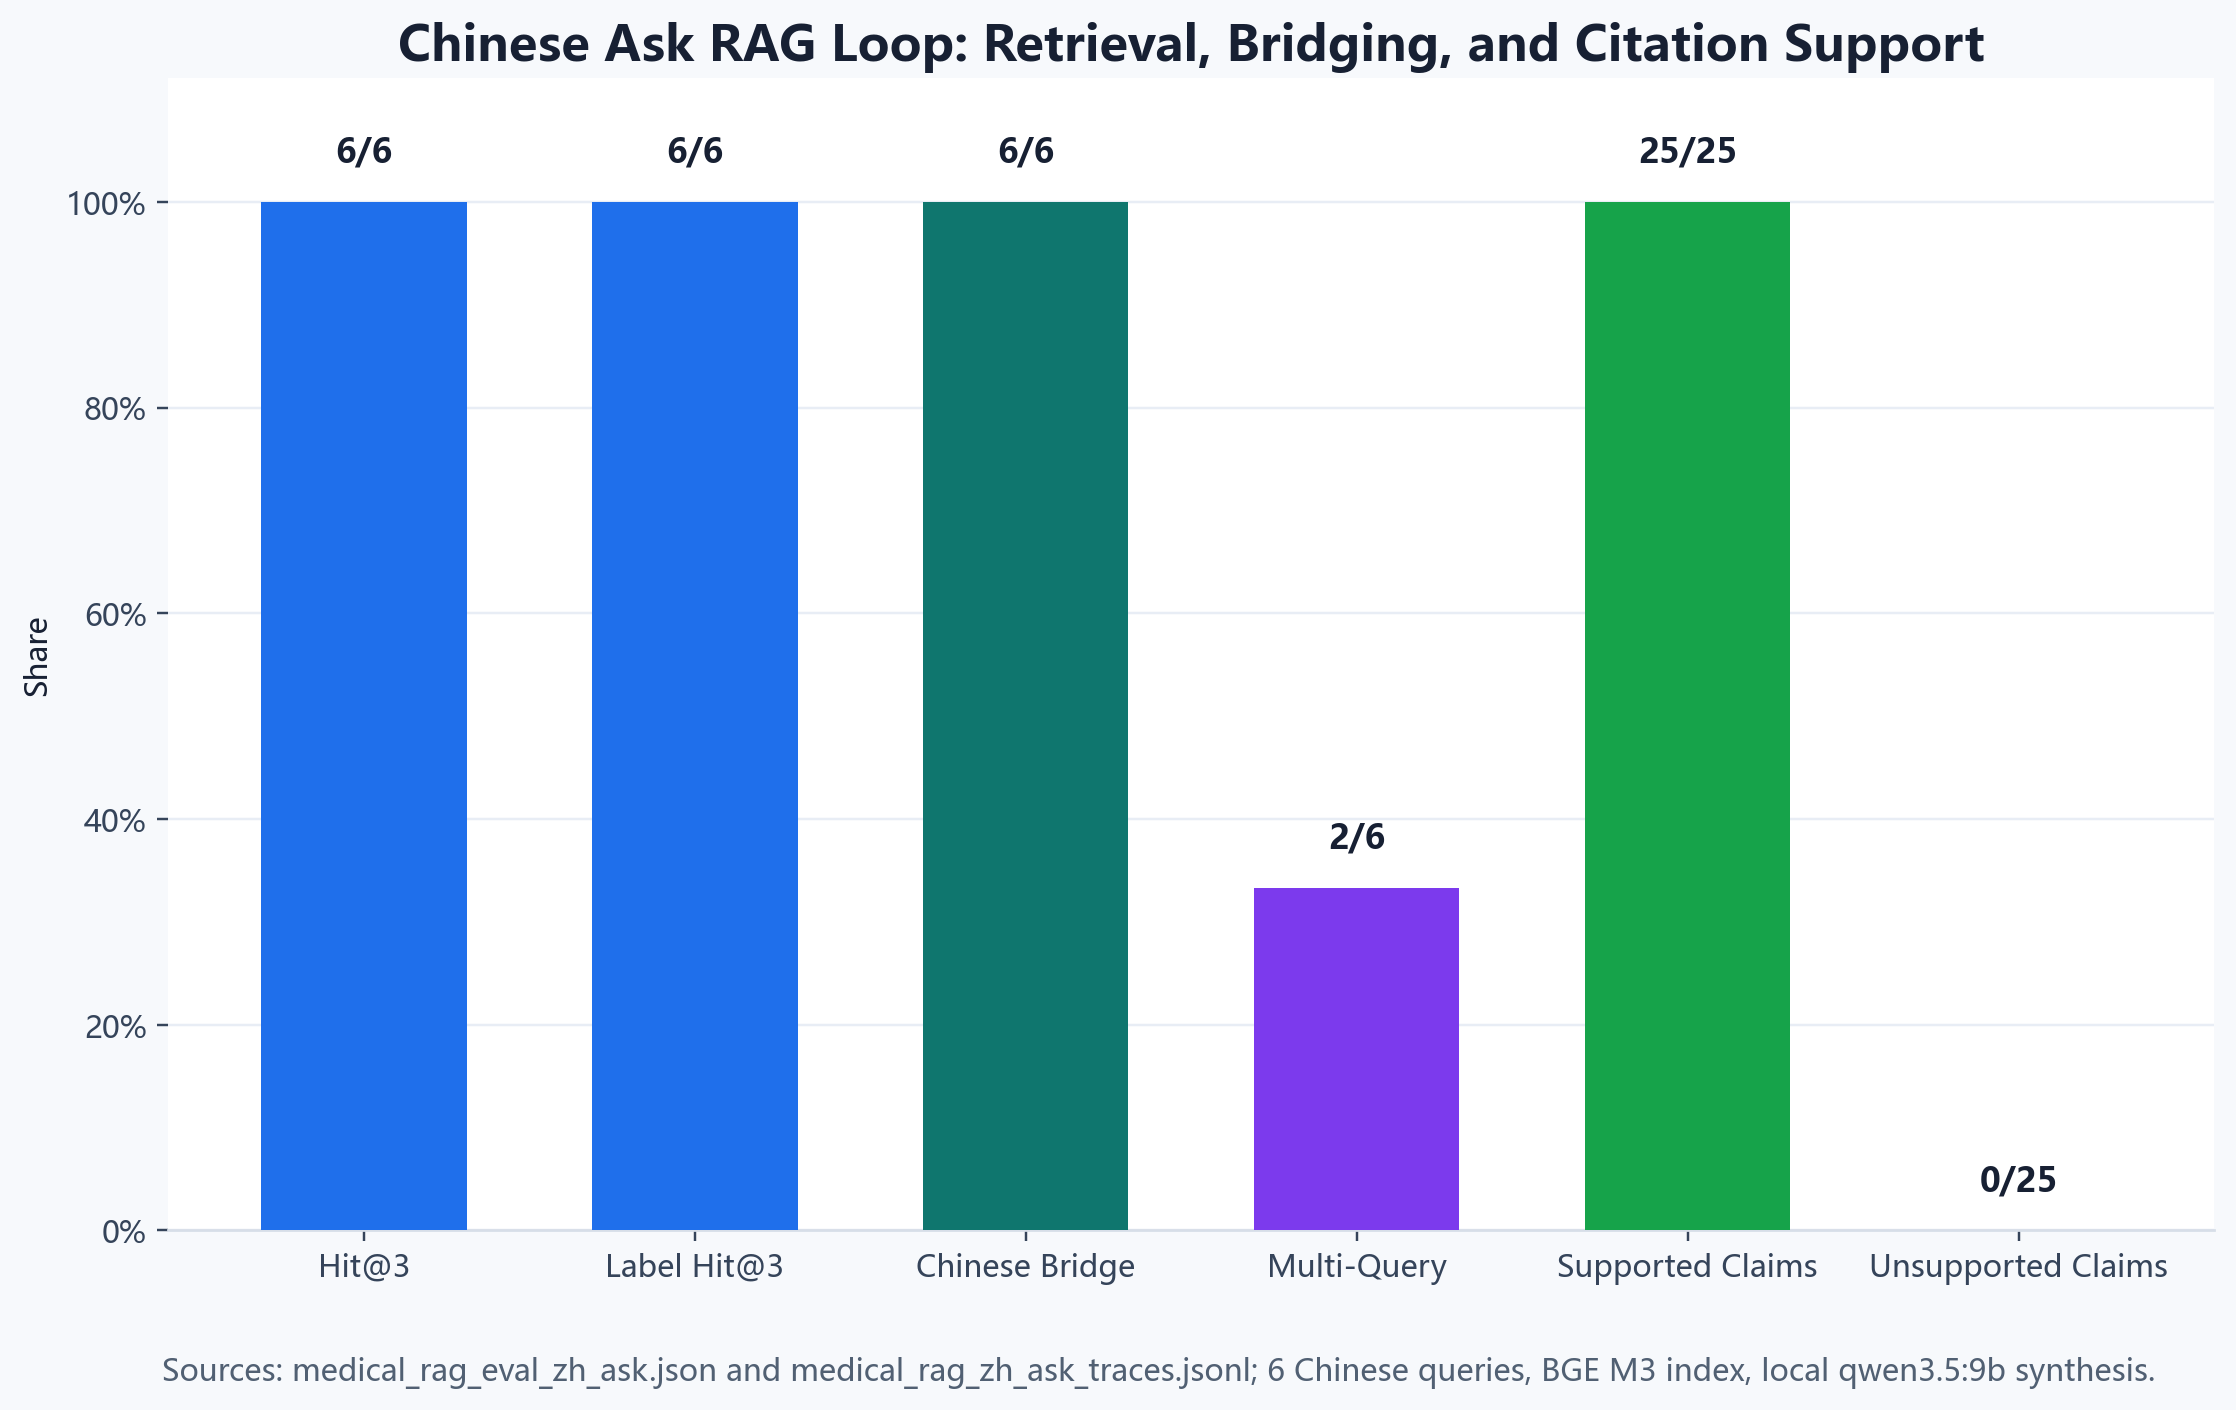 Chinese Ask RAG Loop: Retrieval, Bridging, and Citation Support
6/6
6/6
6/6
25/25
100%
80%
60%
Share
40%
2/6
20%
0/25
0%
Hit@3
Label Hit@3
Chinese Bridge
Multi-Query
Supported Claims
Unsupported Claims
Sources: medical_rag_eval_zh_ask.json and medical_rag_zh_ask_traces.jsonl; 6 Chinese queries, BGE M3 index, local qwen3.5:9b synthesis.